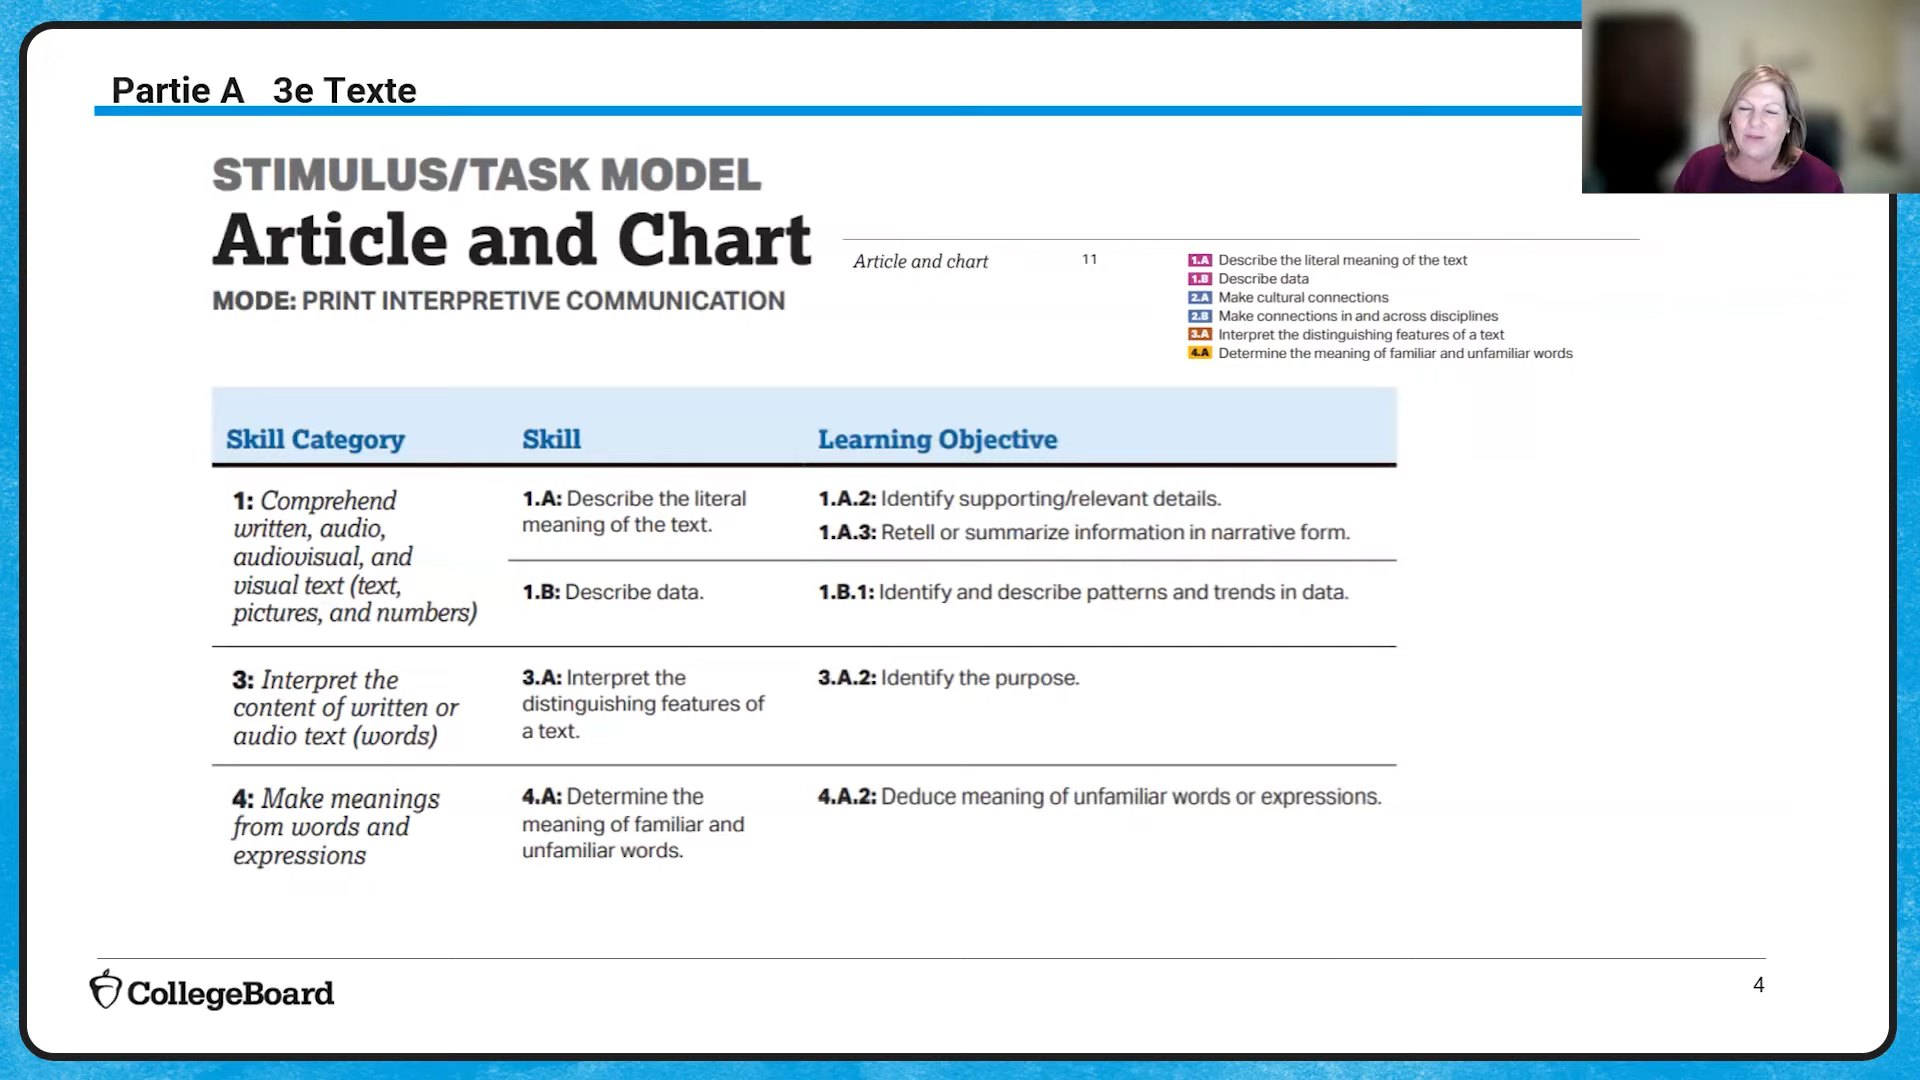 Partie A 3e Texte
STIMULUS/TASK MODEL
Article and Chart
MODE: PRINT INTERPRETIVE COMMUNICATION
Article and chart 11
1.A Describe the literal meaning of the text
1.B Describe data
2.A Make cultural connections
2.B Make connections in and across disciplines
3.A Interpret the distinguishing features of a text
4.A Determine the meaning of familiar and unfamiliar words
Skill Category Skill Learning Objective
1: Comprehend
written, audio,
audiovisual, and
visual text (text,
pictures, and numbers)
1.A: Describe the literal
meaning of the text.
1.A.2: Identify supporting/relevant details.
1.A.3: Retell or summarize information in narrative form.
1.B: Describe data.
1.B.1: Identify and describe patterns and trends in data.
3: Interpret the
content of written or
audio text (words)
3.A: Interpret the
distinguishing features of
a text.
3.A.2: Identify the purpose.
4: Make meanings
from words and
expressions
4.A: Determine the
meaning of familiar and
unfamiliar words.
4.A.2: Deduce meaning of unfamiliar words or expressions.
CollegeBoard
4